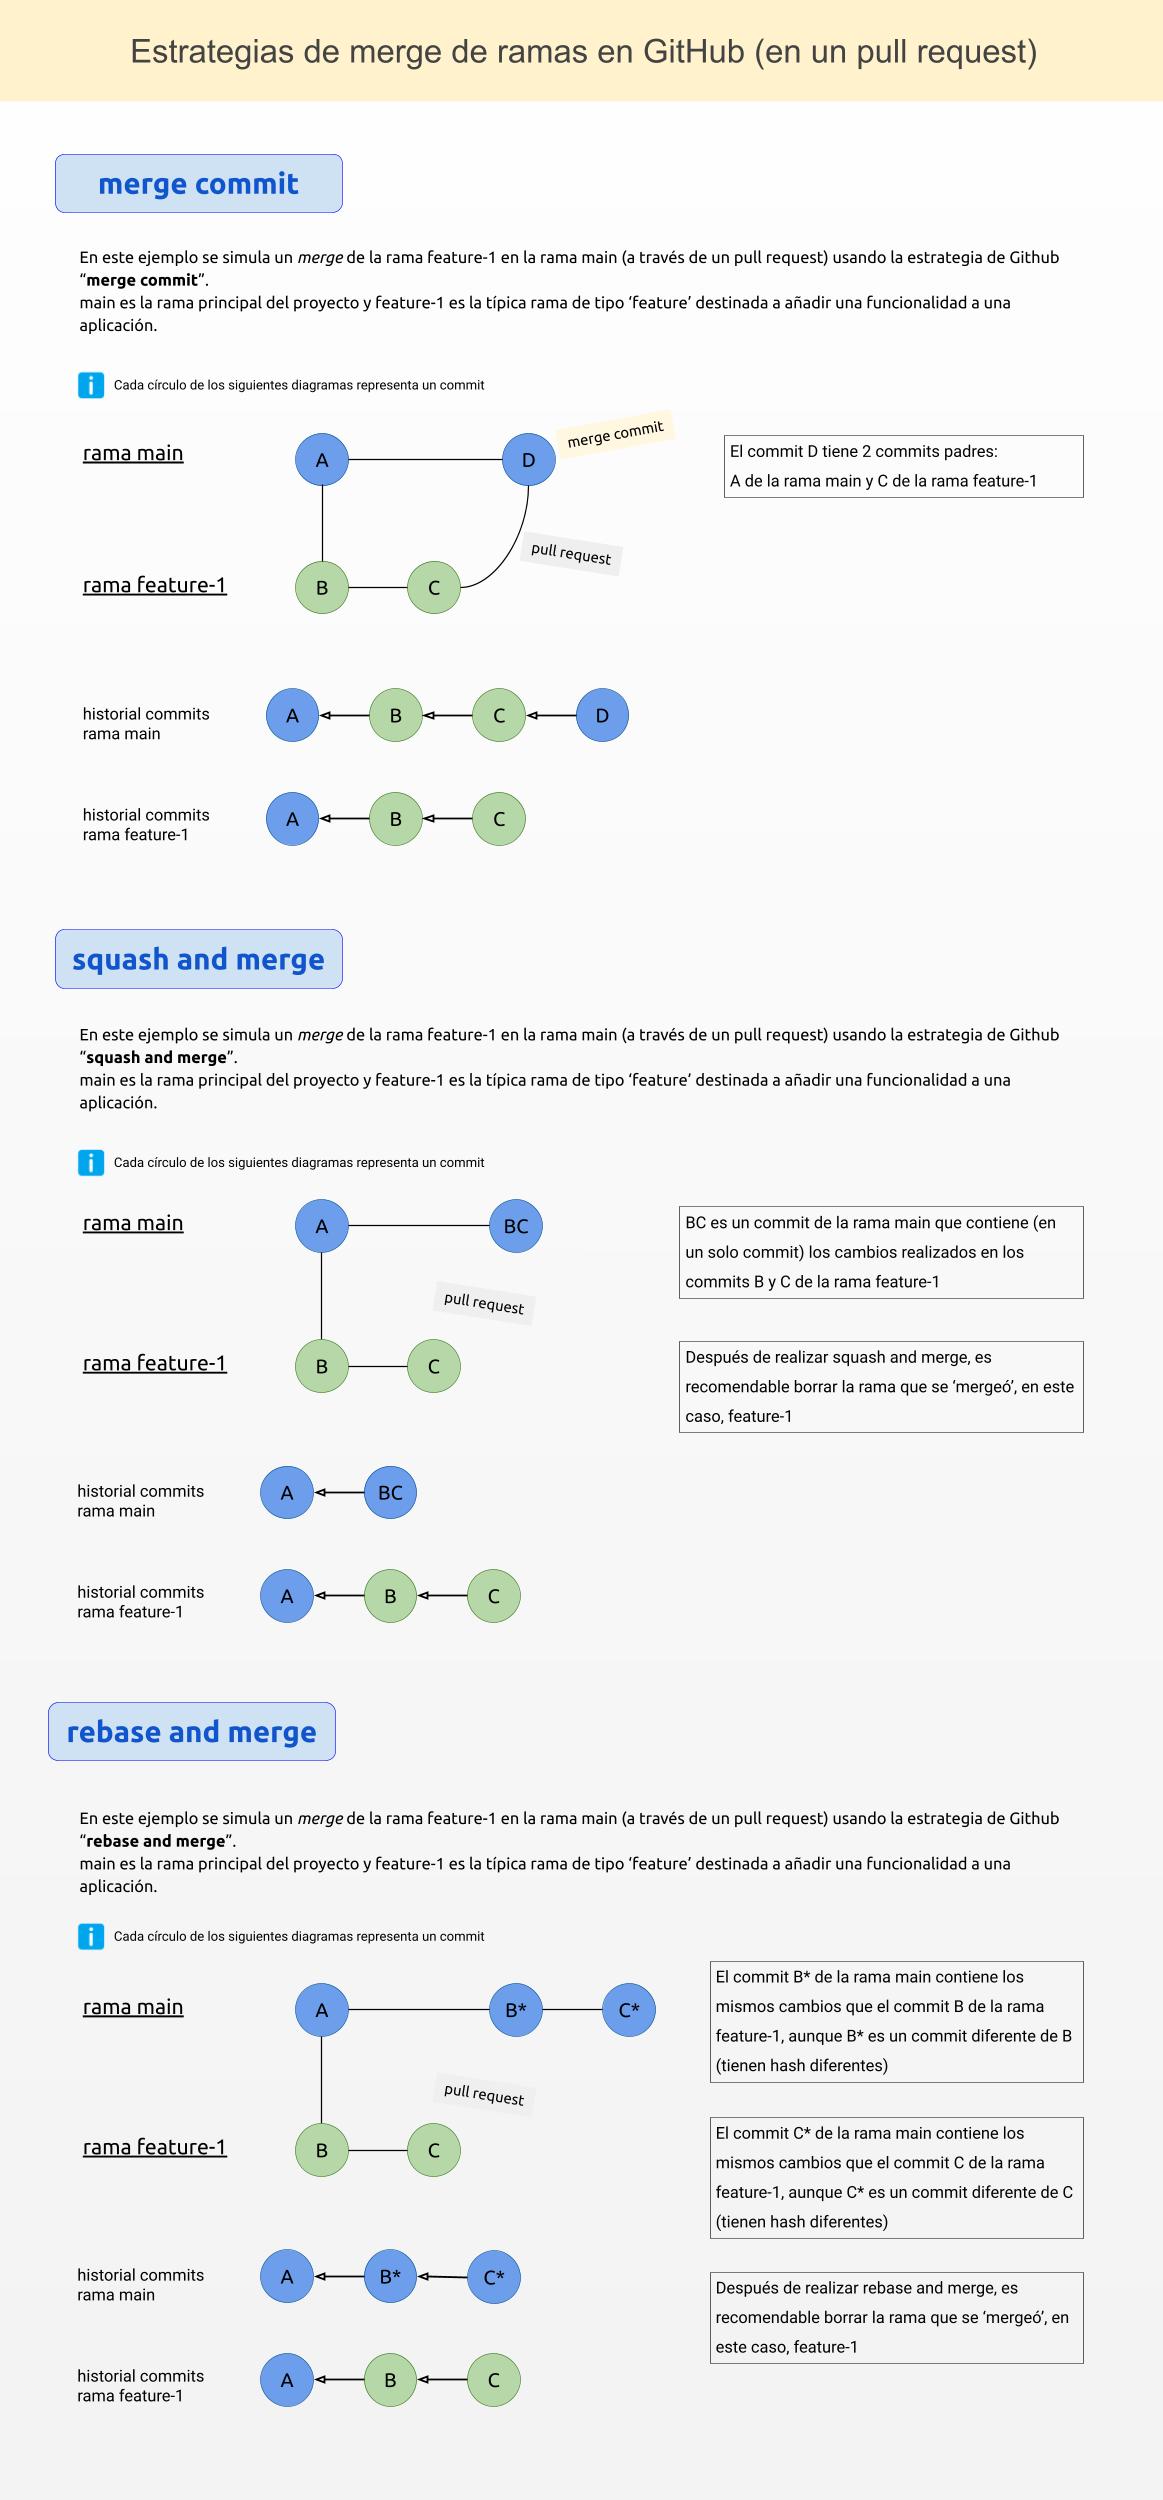 Estrategias de merge de ramas en GitHub (en un pull request)
merge commit
En este ejemplo se simula un merge de la rama feature-1 en la rama main (a través de un pull request) usando la estrategia de Github
“merge commit”.
main es la rama principal del proyecto y feature-1 es la típica rama de tipo ‘feature’ destinada a añadir una funcionalidad a una
aplicación.
i Cada círculo de los siguientes diagramas representa un commit
rama main
A
D
merge commit
El commit D tiene 2 commits padres:
A de la rama main y C de la rama feature-1
pull request
rama feature-1
B
C
historial commits
rama main
A
B
C
D
historial commits
rama feature-1
A
B
C
squash and merge
En este ejemplo se simula un merge de la rama feature-1 en la rama main (a través de un pull request) usando la estrategia de Github
“squash and merge”.
main es la rama principal del proyecto y feature-1 es la típica rama de tipo ‘feature’ destinada a añadir una funcionalidad a una
aplicación.
i Cada círculo de los siguientes diagramas representa un commit
rama main
A
BC
BC es un commit de la rama main que contiene (en
un solo commit) los cambios realizados en los
commits B y C de la rama feature-1
pull request
rama feature-1
B
C
Después de realizar squash and merge, es
recomendable borrar la rama que se ‘mergeó’, en este
caso, feature-1
historial commits
rama main
A
BC
historial commits
rama feature-1
A
B
C
rebase and merge
En este ejemplo se simula un merge de la rama feature-1 en la rama main (a través de un pull request) usando la estrategia de Github
“rebase and merge”.
main es la rama principal del proyecto y feature-1 es la típica rama de tipo ‘feature’ destinada a añadir una funcionalidad a una
aplicación.
i Cada círculo de los siguientes diagramas representa un commit
rama main
A
B*
C*
El commit B* de la rama main contiene los
mismos cambios que el commit B de la rama
feature-1, aunque B* es un commit diferente de B
(tienen hash diferentes)
pull request
rama feature-1
B
C
El commit C* de la rama main contiene los
mismos cambios que el commit C de la rama
feature-1, aunque C* es un commit diferente de C
(tienen hash diferentes)
historial commits
rama main
A
B*
C*
Después de realizar rebase and merge, es
recomendable borrar la rama que se ‘mergeó’, en
este caso, feature-1
historial commits
rama feature-1
A
B
C